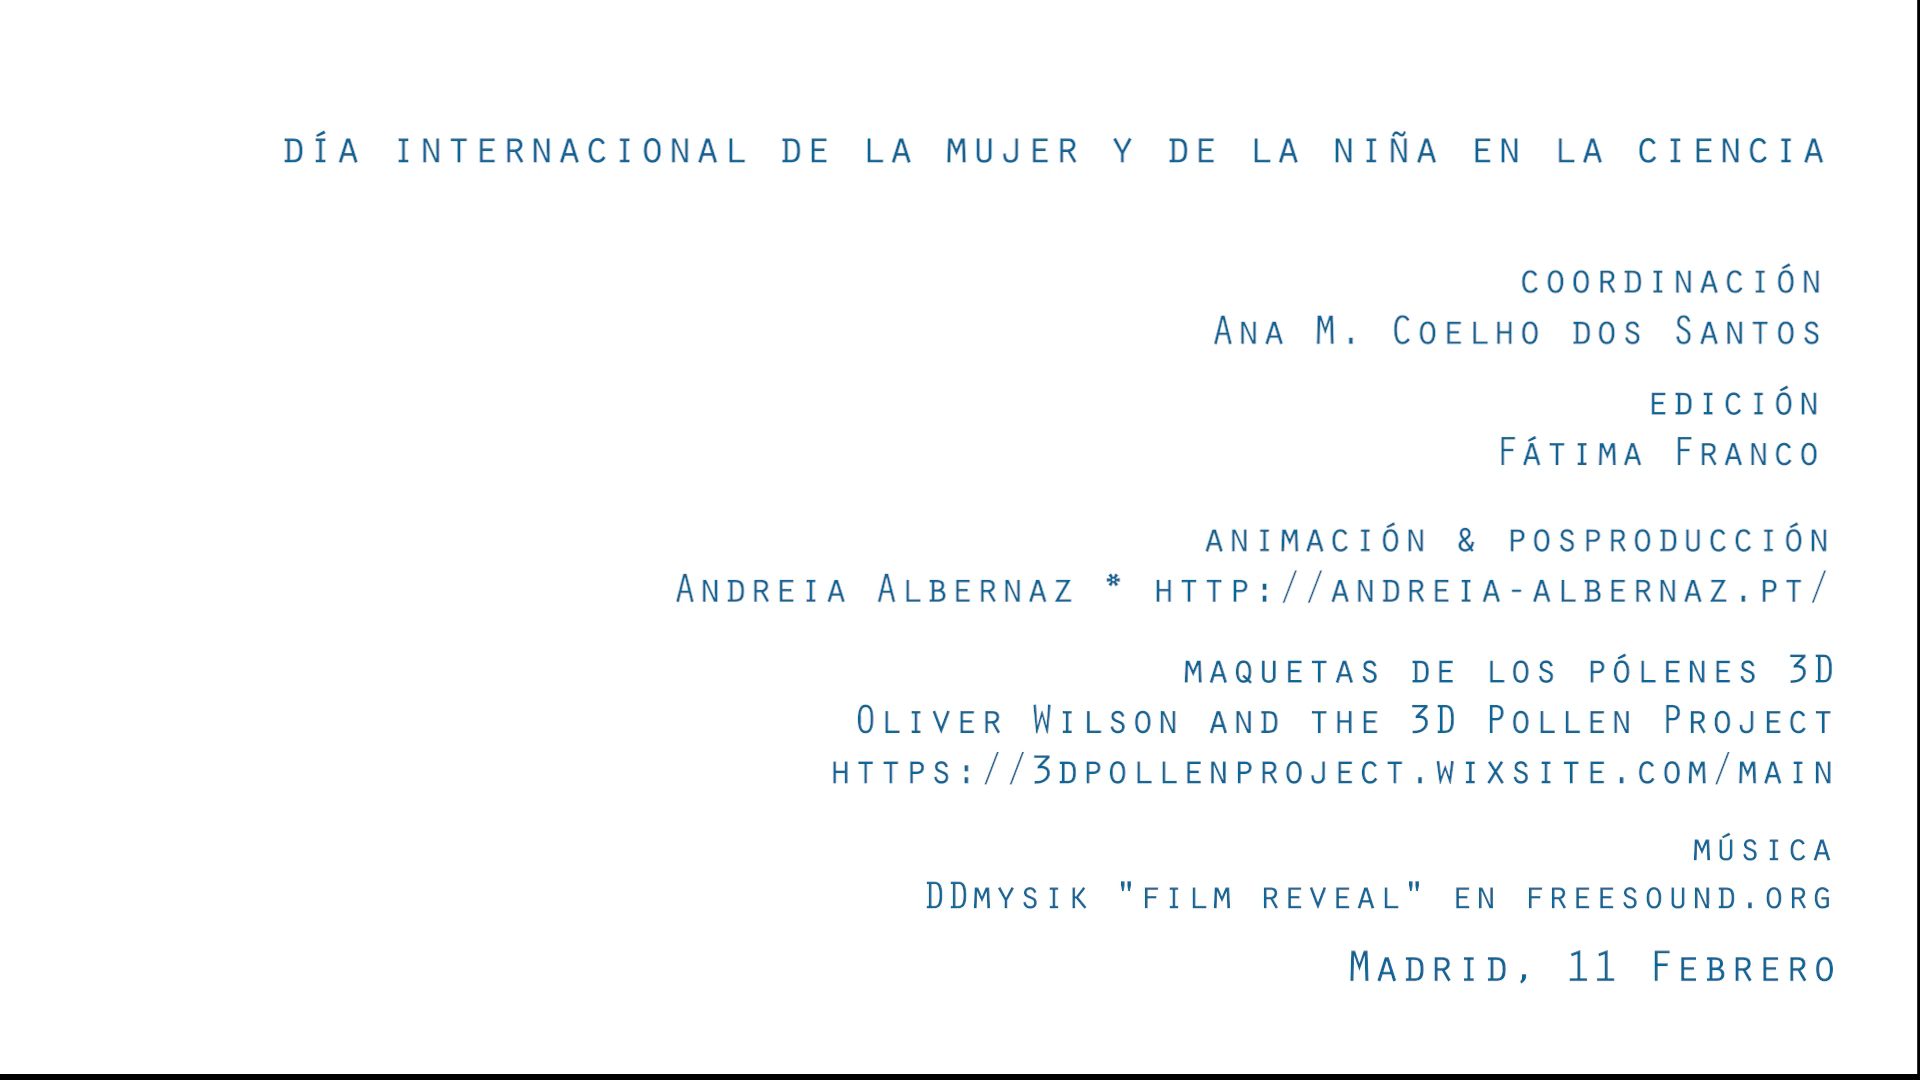 DÍA INTERNACIONAL DE LA MUJER Y DE LA NIÑA EN LA CIENCIA
COORDINACIÓN
ANA M. COELHO DOS SANTOS
EDICIÓN
FÁTIMA FRANCO
ANIMACIÓN & POSPRODUCCIÓN
ANDREIA ALBERNAZ * HTTP://ANDREIA-ALBERNAZ.PT/
MAQUETAS DE LOS PÓLENES 3D
OLIVER WILSON AND THE 3D POLLEN PROJECT
HTTPS://3DPOLLENPROJECT.WIXSITE.COM/MAIN
MÚSICA
DDMYSIK "FILM REVEAL" EN FREESOUND.ORG
MADRID, 11 FEBRERO